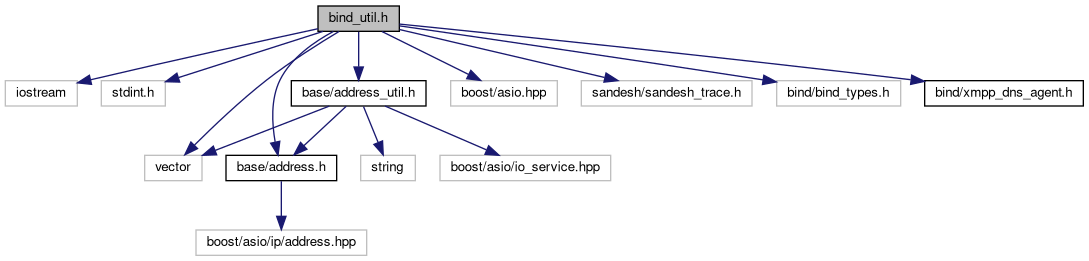 bind_util.h
iostream
stdint.h
base/address_util.h
boost/asio.hpp
sandesh/sandesh_trace.h
bind/bind_types.h
bind/xmpp_dns_agent.h
vector
base/address.h
string
boost/asio/io_service.hpp
boost/asio/ip/address.hpp